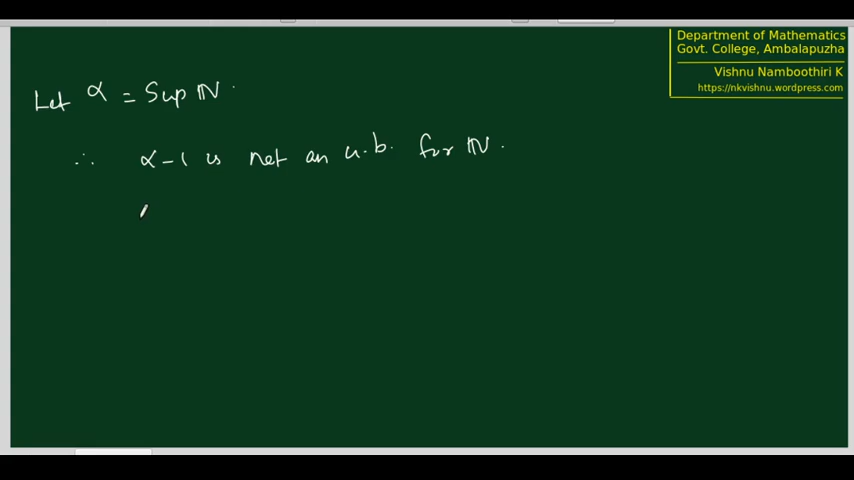 Department of Mathematics
Govt. College, Ambalapuzha
Vishnu Namboothiri K
https://nkvishnu.wordpress.com
Let α = Sup ℕ.
∴ α-1 is not an u.b. for ℕ.